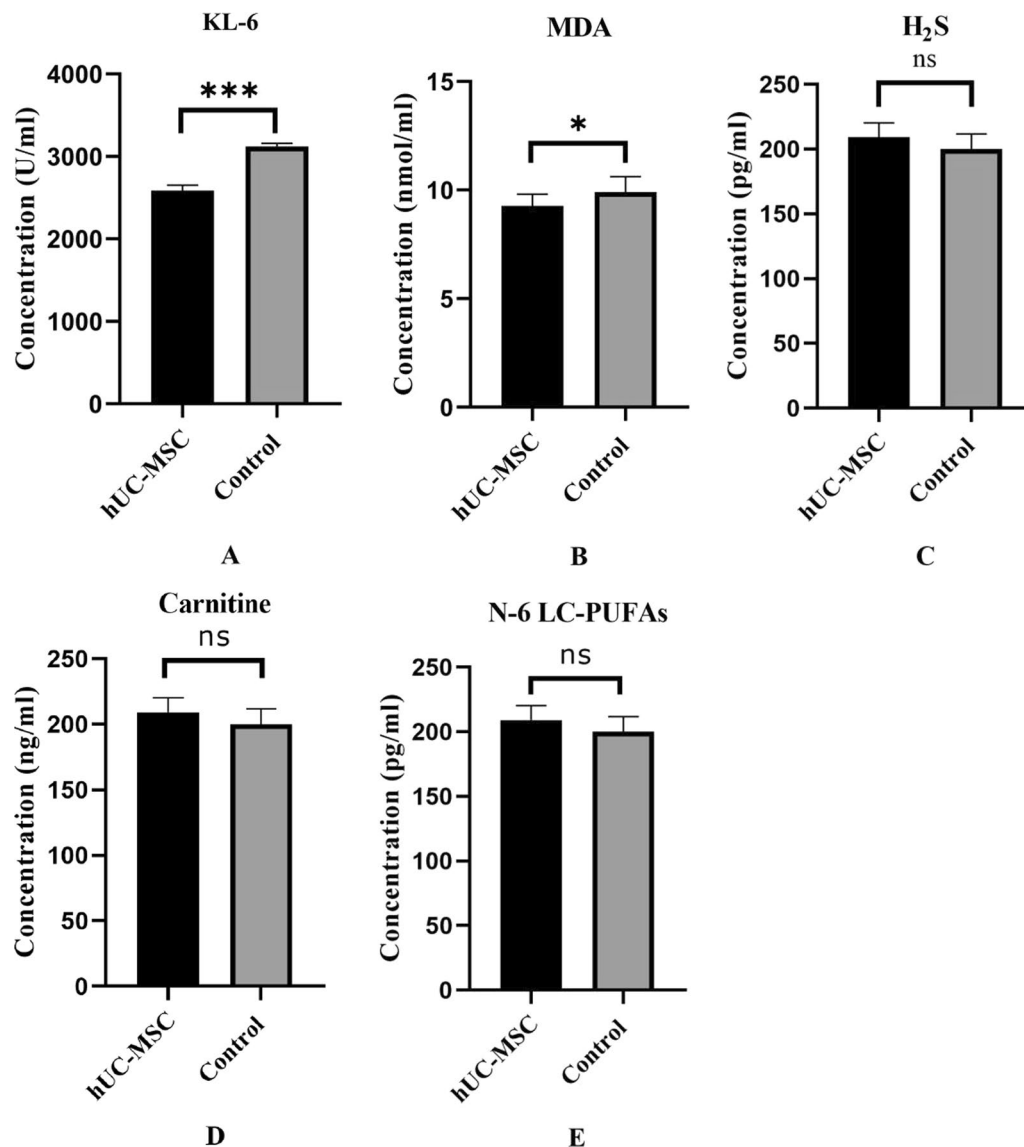 KL-6
Concentration (U/ml)
4000
3000
2000
1000
0
***
hUC-MSC
Control
A
MDA
Concentration (nmol/ml)
15
10
5
0
*
hUC-MSC
Control
B
H₂S
ns
Concentration (pg/ml)
250
200
150
100
50
0
hUC-MSC
Control
C
Carnitine
ns
Concentration (ng/ml)
250
200
150
100
50
0
hUC-MSC
Control
D
N-6 LC-PUFAs
ns
Concentration (pg/ml)
250
200
150
100
50
0
hUC-MSC
Control
E